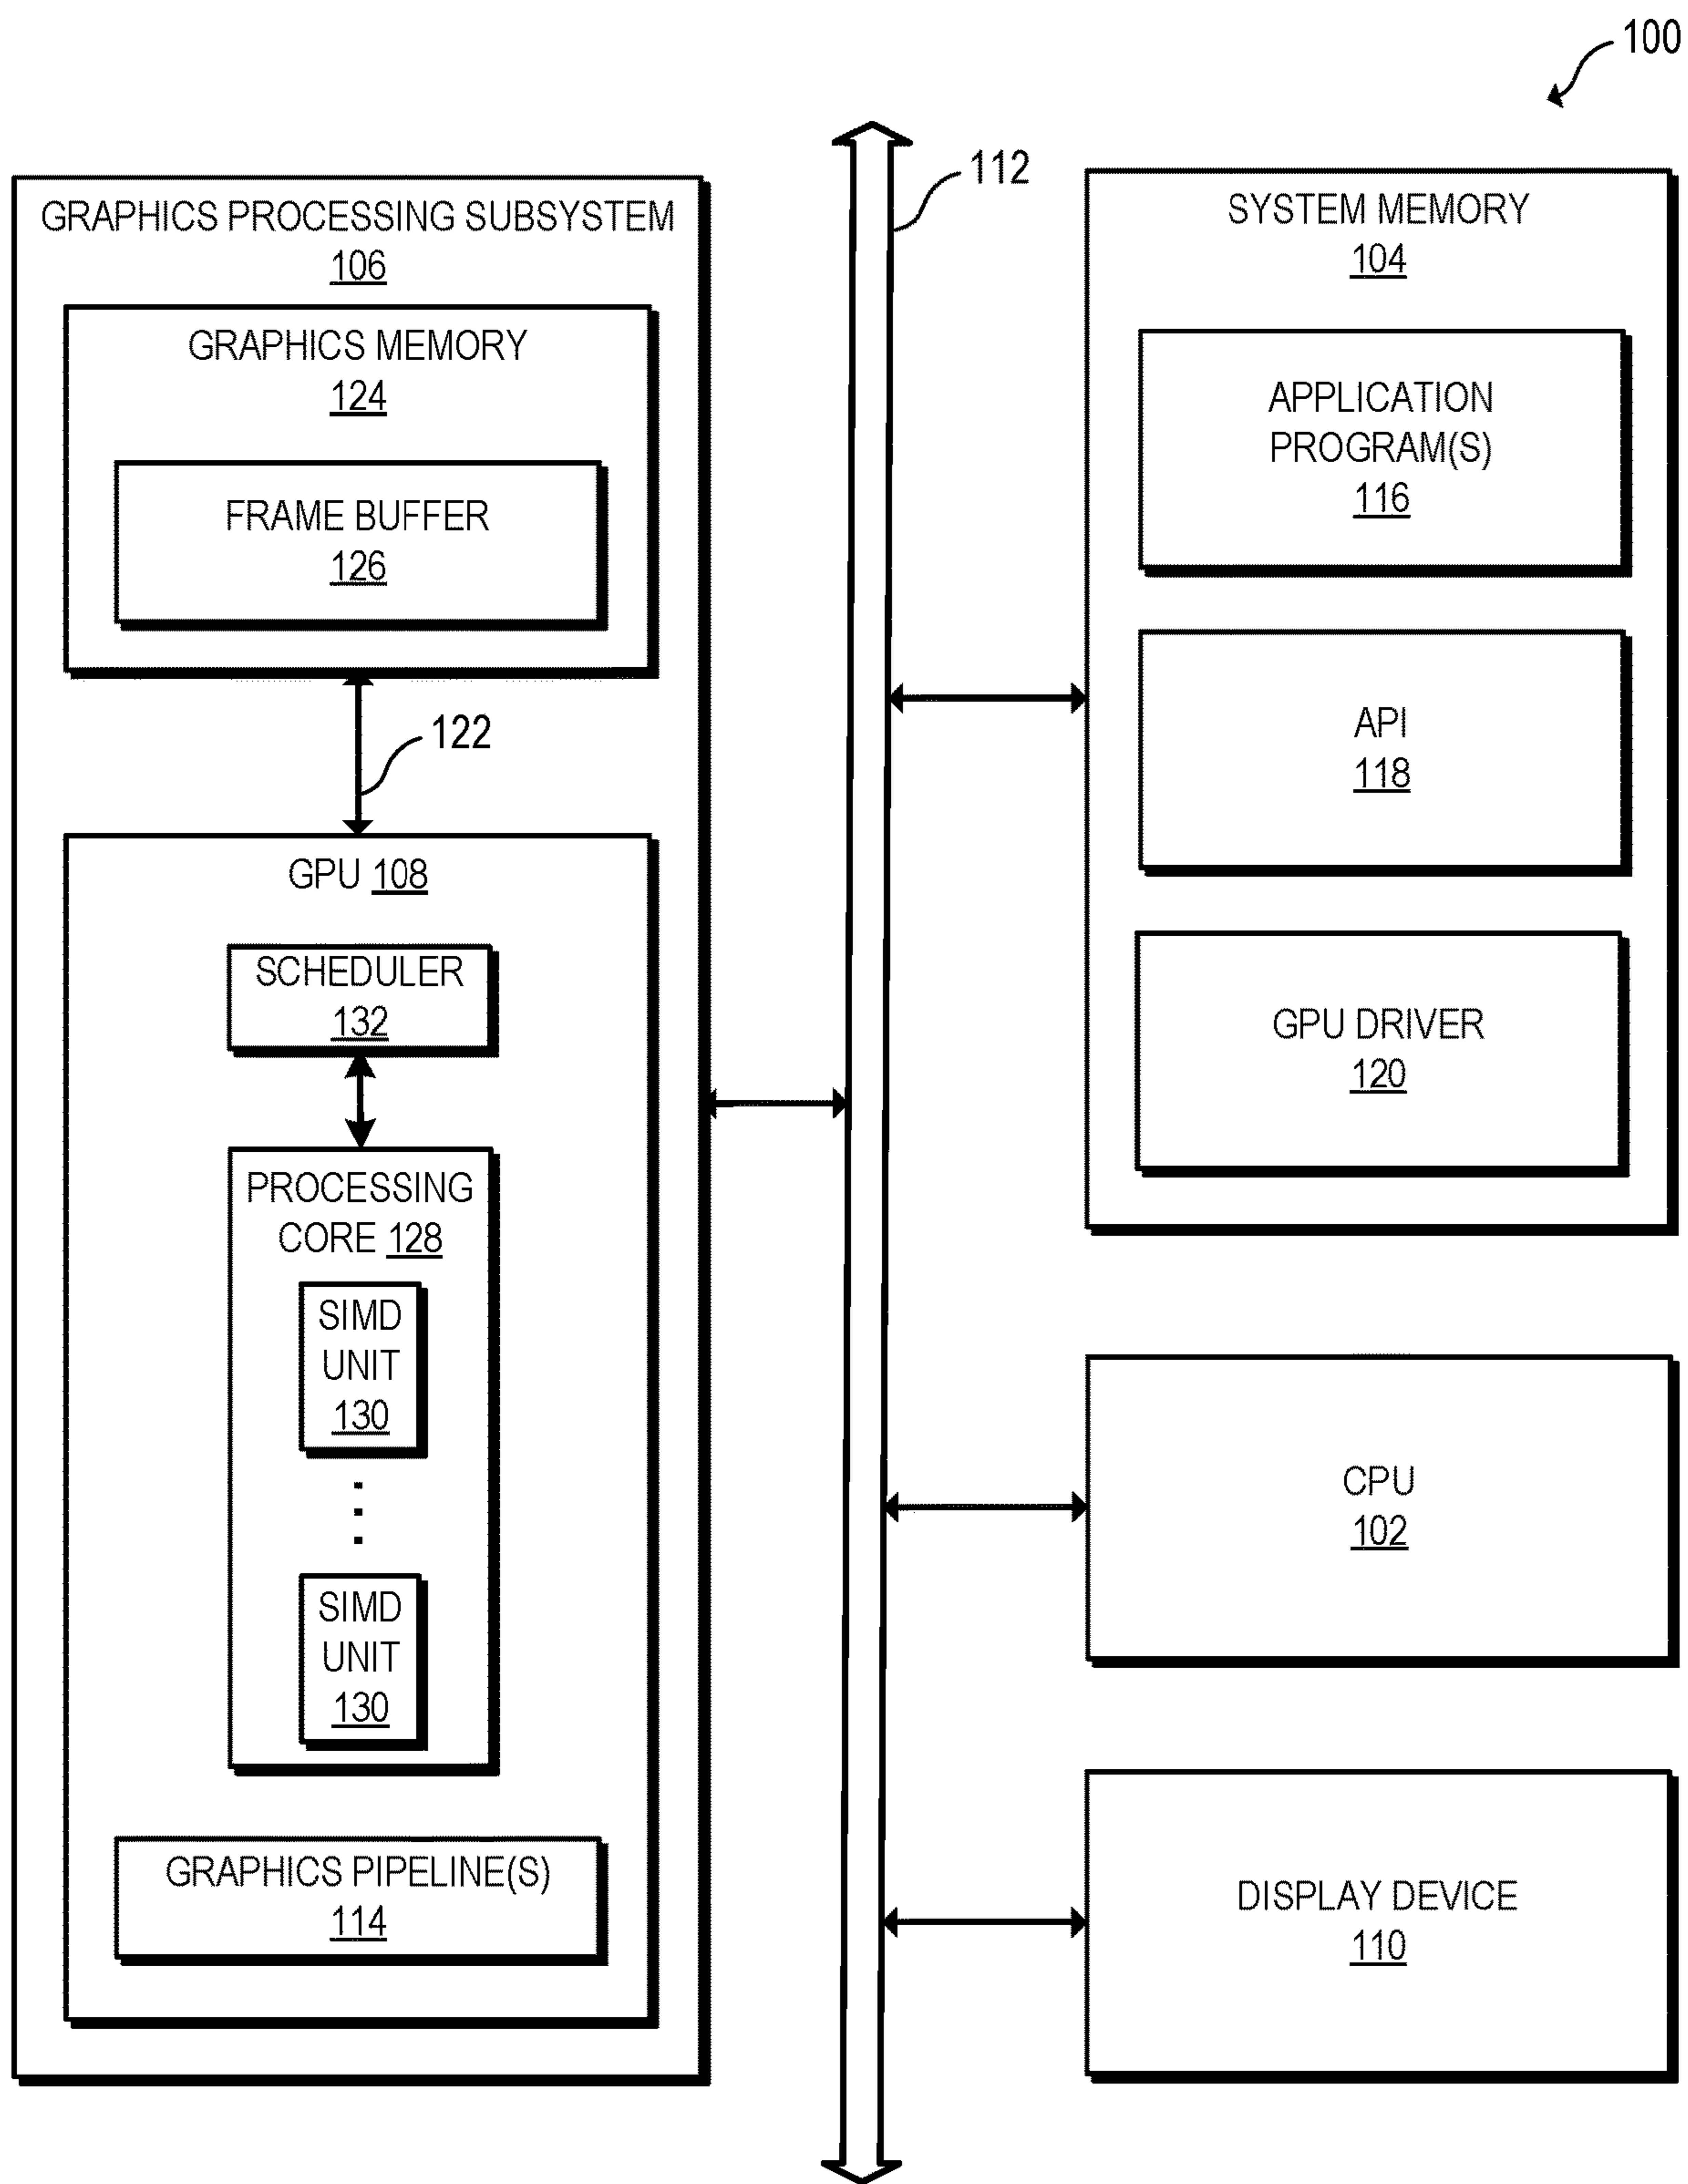 100
112
GRAPHICS PROCESSING SUBSYSTEM
106
GRAPHICS MEMORY
124
FRAME BUFFER
126
122
GPU 108
SCHEDULER
132
PROCESSING
CORE 128
SIMD
UNIT
130
SIMD
UNIT
130
GRAPHICS PIPELINE(S)
114
SYSTEM MEMORY
104
APPLICATION
PROGRAM(S)
116
API
118
GPU DRIVER
120
CPU
102
DISPLAY DEVICE
110